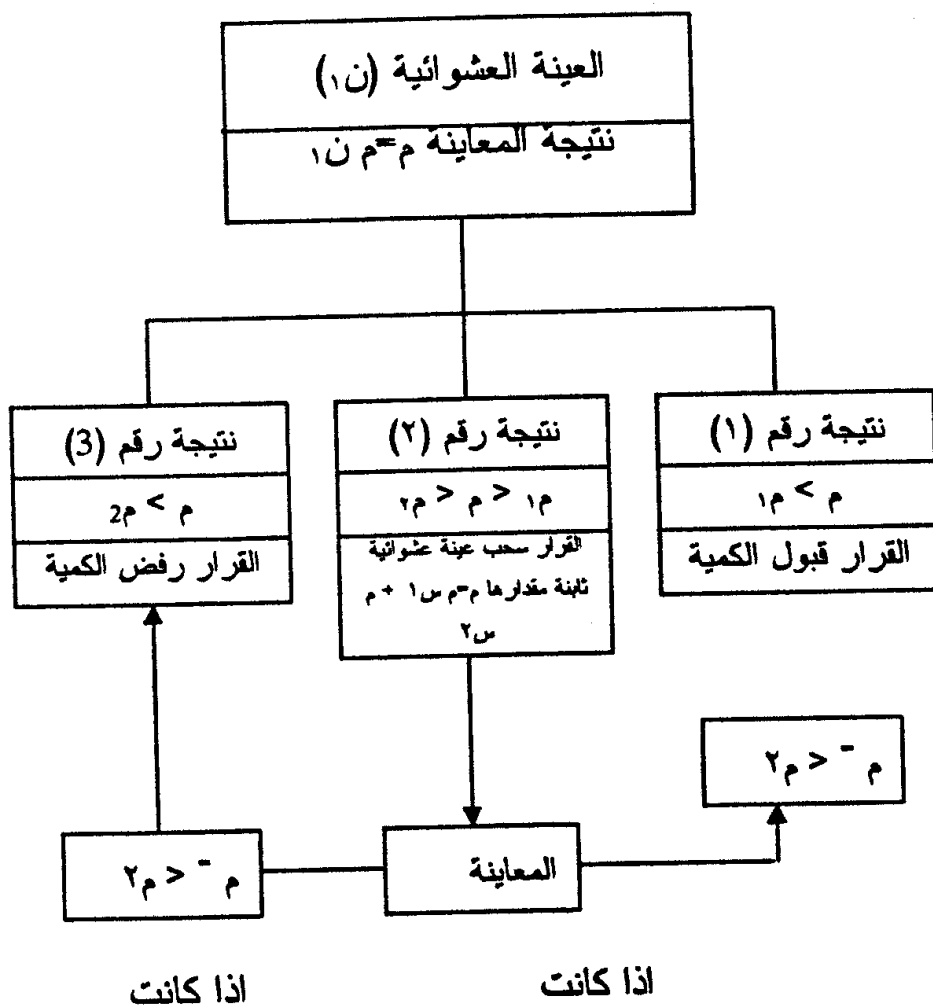 العينة العشوائية (ن١)
نتيجة المعاينة م=م ن١
نتيجة رقم (١)
م > م١
القرار قبول الكمية
نتيجة رقم (٢)
م١ < م < م٢
القرار سحب عينة عشوائية
ثابنة مقدارها م=م س١ + م
س٢
نتيجة رقم (3)
م > م2
القرار رفض الكمية
م - < م٢
المعاينة
م - < م٢
اذا كانت
اذا كانت